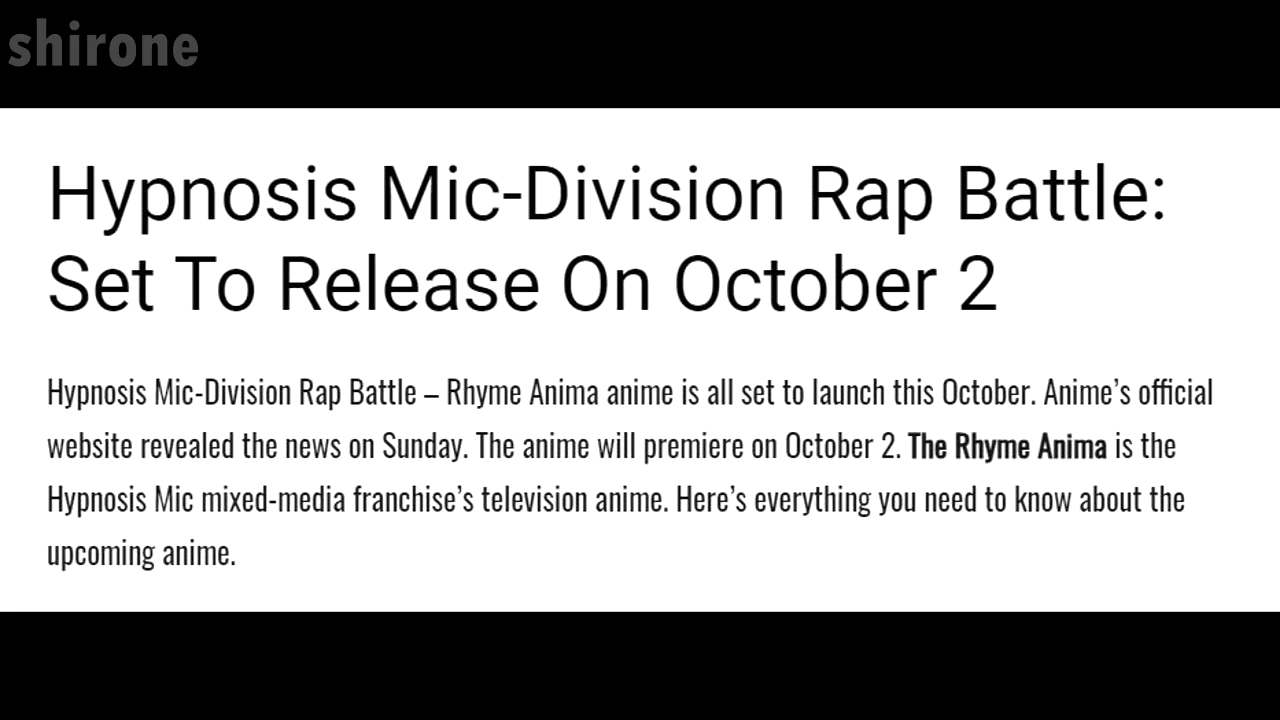 shirone
Hypnosis Mic-Division Rap Battle:
Set To Release On October 2
Hypnosis Mic-Division Rap Battle – Rhyme Anima anime is all set to launch this October. Anime’s official
website revealed the news on Sunday. The anime will premiere on October 2. The Rhyme Anima is the
Hypnosis Mic mixed-media franchise’s television anime. Here’s everything you need to know about the
upcoming anime.